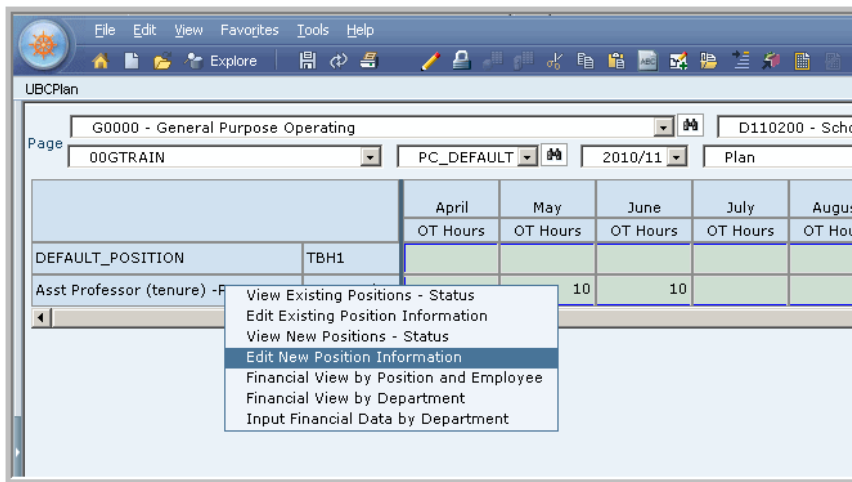 File Edit View Favorites Tools Help
Explore
UBCPlan
Page
G0000 - General Purpose Operating
D110200 - Scho
00GTRAIN
PC_DEFAULT
2010/11
Plan
April May June July Augus
OT Hours OT Hours OT Hours OT Hours OT Hou
DEFAULT_POSITION TBH1
Asst Professor (tenure) -P 10 10
View Existing Positions - Status
Edit Existing Position Information
View New Positions - Status
Edit New Position Information
Financial View by Position and Employee
Financial View by Department
Input Financial Data by Department